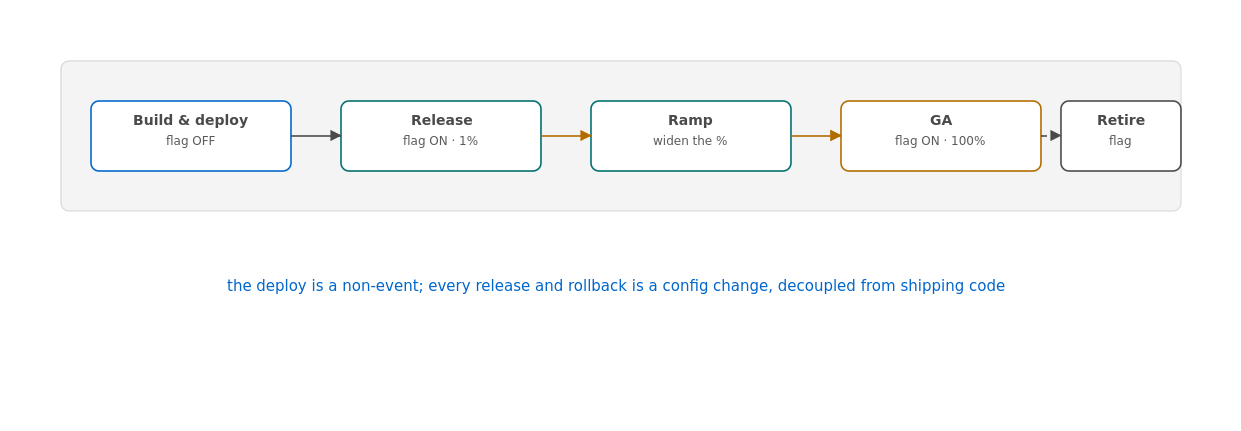 Build & deploy
flag OFF
Release
flag ON · 1%
Ramp
widen the %
GA
flag ON · 100%
Retire
flag
the deploy is a non-event; every release and rollback is a config change, decoupled from shipping code